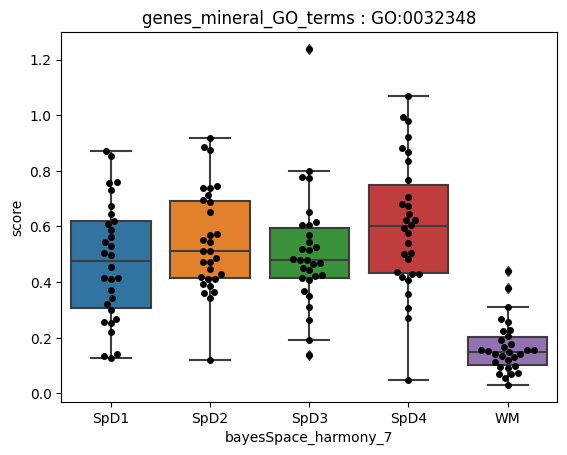 genes_mineral_GO_terms : GO:0032348
score
1.2
1.0
0.8
0.6
0.4
0.2
0.0
SpD1 SpD2 SpD3 SpD4 WM
bayesSpace_harmony_7